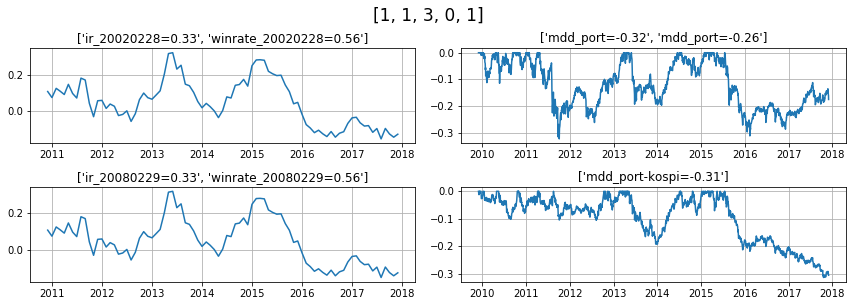 [1, 1, 3, 0, 1]
['ir_20020228=0.33', 'winrate_20020228=0.56']
0.2
0.0
2011 2012 2013 2014 2015 2016 2017 2018
['mdd_port=-0.32', 'mdd_port=-0.26']
0.0
−0.1
−0.2
−0.3
2010 2011 2012 2013 2014 2015 2016 2017 2018
['ir_20080229=0.33', 'winrate_20080229=0.56']
0.2
0.0
2011 2012 2013 2014 2015 2016 2017 2018
['mdd_port-kospi=-0.31']
0.0
−0.1
−0.2
−0.3
2010 2011 2012 2013 2014 2015 2016 2017 2018